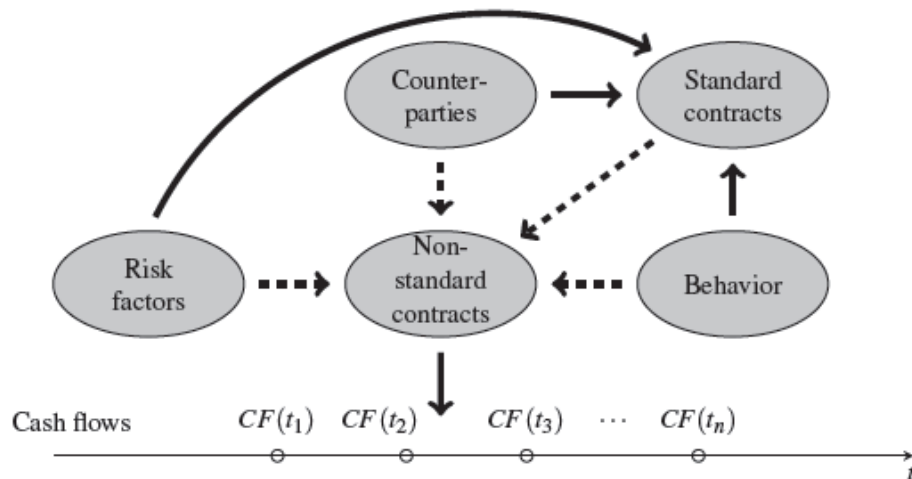 Counter-
parties
Standard
contracts
Risk
factors
Non-
standard
contracts
Behavior
Cash flows CF(t₁) CF(t₂) CF(t₃) ⋯ CF(tₙ)
t